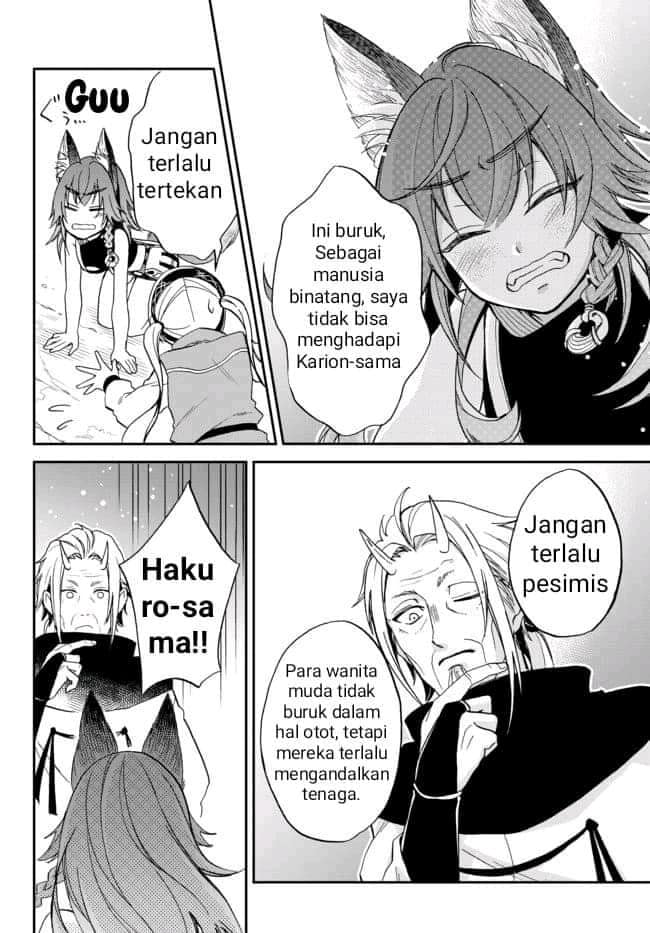 Ini buruk,
Sebagai
manusia
binatang, saya
tidak bisa
menghadapi
Karion-sama
GUU
ぐぅ…
Jangan
terlalu
tertekan
Jangan
terlalu
pesimis
Para wanita
muda tidak
buruk dalam
hal otot, tetapi
mereka terlalu
mengandalkan
tenaga.
Haku
ro-sa
ma!!